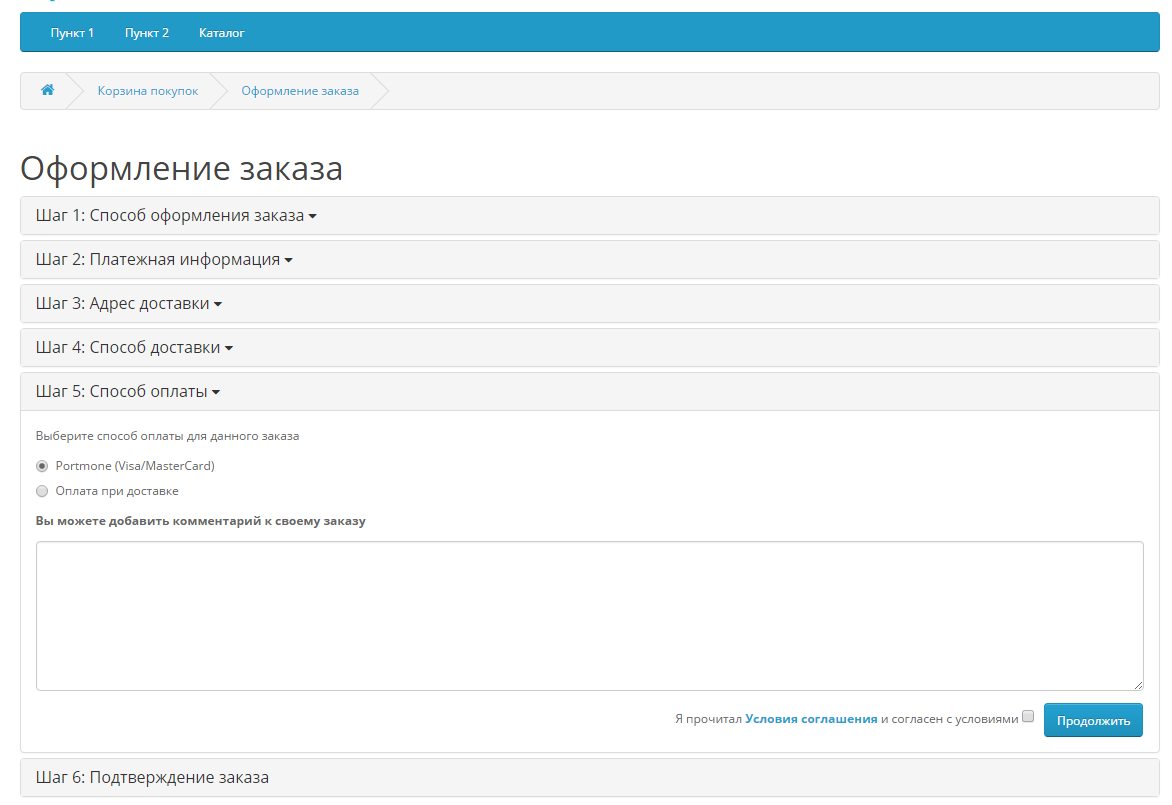 Пункт 1 Пункт 2 Каталог
Корзина покупок Оформление заказа
Оформление заказа
Шаг 1: Способ оформления заказа
Шаг 2: Платежная информация
Шаг 3: Адрес доставки
Шаг 4: Способ доставки
Шаг 5: Способ оплаты
Выберите способ оплаты для данного заказа
Portmone (Visa/MasterCard)
Оплата при доставке
Вы можете добавить комментарий к своему заказу
Я прочитал Условия соглашения и согласен с условиями Продолжить
Шаг 6: Подтверждение заказа